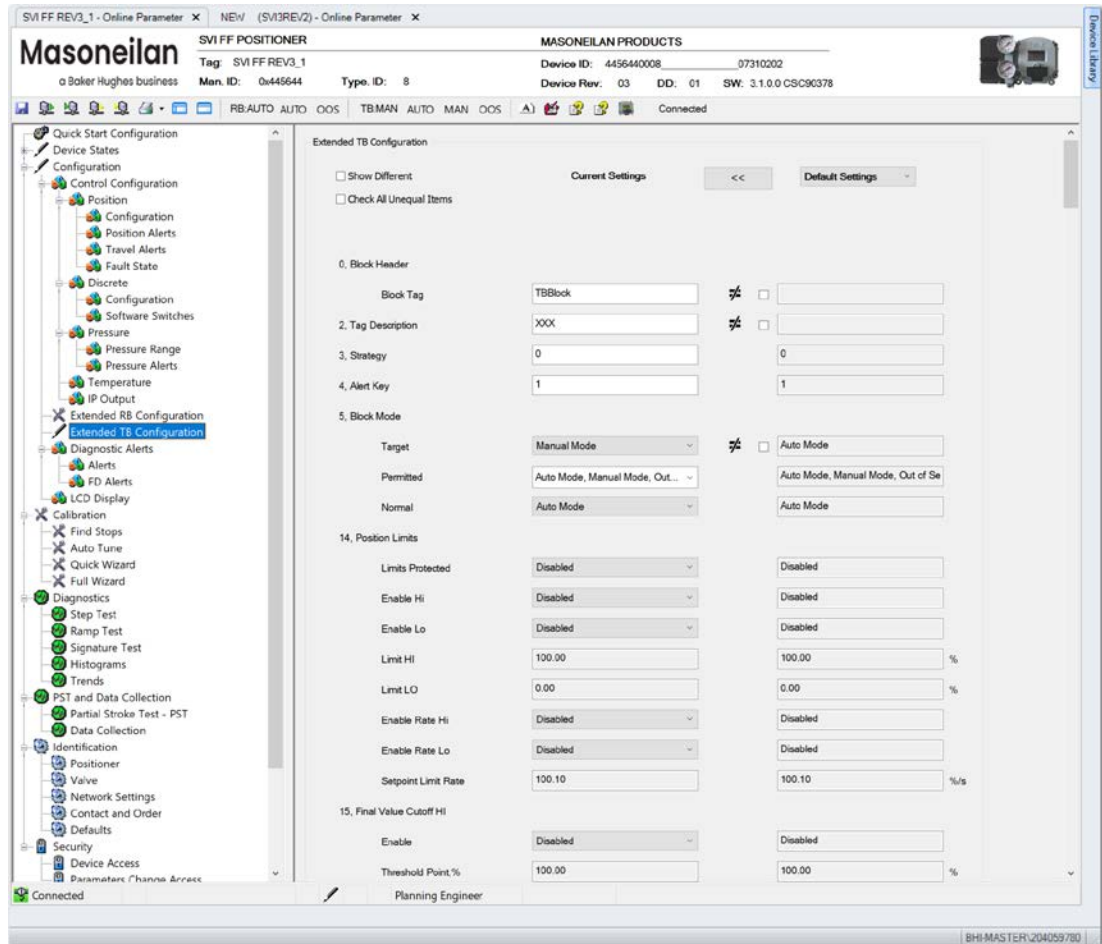 SVI FF REV3_1 - Online Parameter X NEW (SVI3REV2) - Online Parameter X
Device Library
Masoneilan
a Baker Hughes business
SVI FF POSITIONER
MASONEILAN PRODUCTS
Tag: SVI FF REV3_1
Device ID: 4456440008_________07310202
Man. ID: 0x445644 Type. ID: 8
Device Rev: 03 DD: 01 SW: 3.1.0.0 CSC90378
RB:AUTO AUTO OOS TB:MAN AUTO MAN OOS A) Connected
Quick Start Configuration
Device States
Configuration
Control Configuration
Position
Configuration
Position Alerts
Travel Alerts
Fault State
Discrete
Configuration
Software Switches
Pressure
Pressure Range
Pressure Alerts
Temperature
IP Output
Extended RB Configuration
Extended TB Configuration
Diagnostic Alerts
Alerts
FD Alerts
LCD Display
Calibration
Find Stops
Auto Tune
Quick Wizard
Full Wizard
Diagnostics
Step Test
Ramp Test
Signature Test
Histograms
Trends
PST and Data Collection
Partial Stroke Test - PST
Data Collection
Identification
Positioner
Valve
Network Settings
Contact and Order
Defaults
Security
Device Access
Parameters Change Access
Extended TB Configuration
Show Different Current Settings << Default Settings
Check All Unequal Items
0, Block Header
Block Tag TBBlock ≠
2, Tag Description XXX ≠
3, Strategy 0 0
4, Alert Key 1 1
5, Block Mode
Target Manual Mode ≠ Auto Mode
Permitted Auto Mode, Manual Mode, Out... Auto Mode, Manual Mode, Out of Se
Normal Auto Mode Auto Mode
14, Position Limits
Limits Protected Disabled Disabled
Enable Hi Disabled Disabled
Enable Lo Disabled Disabled
Limit HI 100.00 100.00 %
Limit LO 0.00 0.00 %
Enable Rate Hi Disabled Disabled
Enable Rate Lo Disabled Disabled
Setpoint Limit Rate 100.10 100.10 %/s
15, Final Value Cutoff HI
Enable Disabled Disabled
Threshold Point,% 100.00 100.00 %
Connected Planning Engineer
BHI-MASTER\204059780